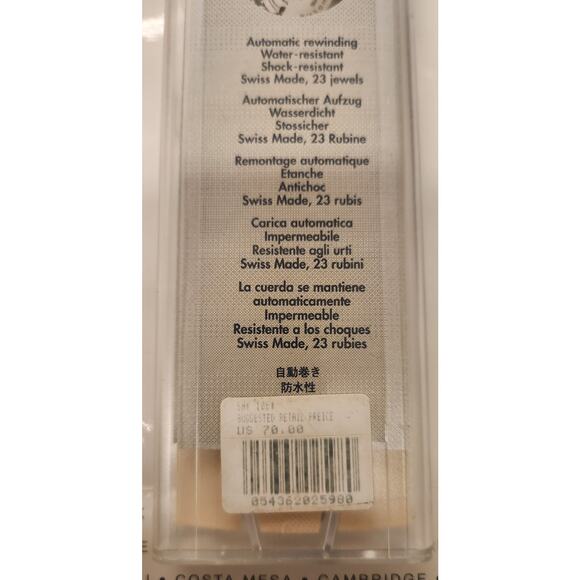 Automatic rewinding
Water-resistant
Shock-resistant
Swiss Made, 23 jewels
Automatischer Aufzug
Wasserdicht
Stossicher
Swiss Made, 23 Rubine
Remontage automatique
Etanche
Antichoc
Swiss Made, 23 rubis
Carica automatica
Impermeabile
Resistente agli urti
Swiss Made, 23 rubini
La cuerda se mantiene
automaticamente
Impermeable
Resistente a los choques
Swiss Made, 23 rubies
自動巻き
防水性
SUGGESTED RETAIL PREICE
US 70.00
054362025980
COSTA MESA • CAMBRIDGE